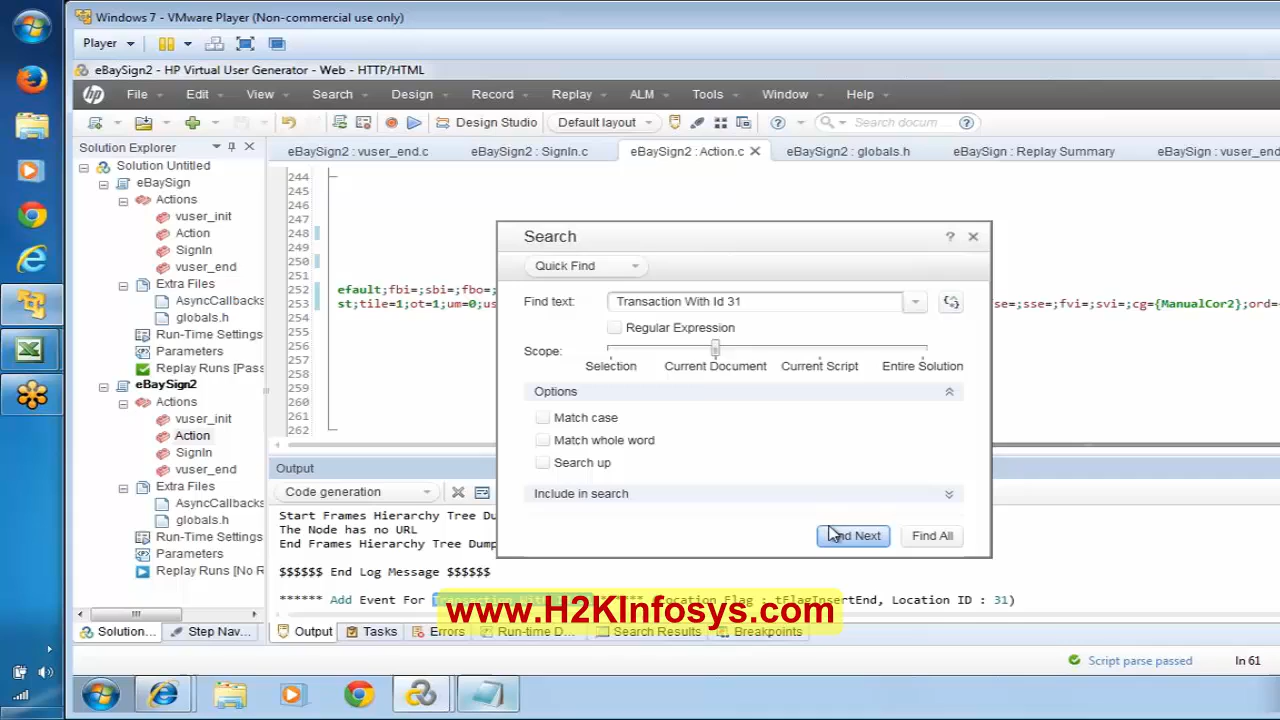 Windows 7 - VMware Player (Non-commercial use only)
Player
eBaySign2 - HP Virtual User Generator - Web - HTTP/HTML
hp File Edit View Search Design Record Replay ALM Tools Window Help
Design Studio Default layout Search docum
Solution Explorer
eBaySign2 : vuser_end.c eBaySign2 : SignIn.c eBaySign2 : Action.c eBaySign2 : globals.h eBaySign : Replay Summary eBaySign : vuser_end
Solution Untitled
eBaySign
Actions
vuser_init
Action
SignIn
vuser_end
Extra Files
AsyncCallbacks
globals.h
Run-Time Settings
Parameters
Replay Runs [Pas
eBaySign2
Actions
vuser_init
Action
SignIn
vuser_end
Extra Files
AsyncCallbacks
globals.h
Run-Time Settings
Parameters
Replay Runs [No R
Solution... Step Nav...
244
245
246
247
248
249
250
251
252 efault;fbi=;sbi=;fbo=;
253 st;tile=1;ot=1;um=0;us
se=;sse=;fvi=;svi=;cg={ManualCor2};ord=
254
255
256
257
258
259
260
261
262
Search
Quick Find
Find text: Transaction With Id 31
Regular Expression
Scope:
Selection Current Document Current Script Entire Solution
Options
Match case
Match whole word
Search up
Include in search
Next Find All
Output
Code generation
Start Frames Hierarchy Tree Du
The Node has no URL
End Frames Hierarchy Tree Dump
$$$$$$ End Log Message $$$$$$
****** Add Event For Location Flag : tFlagInsertEnd, Location ID : 31)
www.H2KInfosys.com
Output Tasks Errors Run-time D... Search Results Breakpoints
Script parse passed ln 61